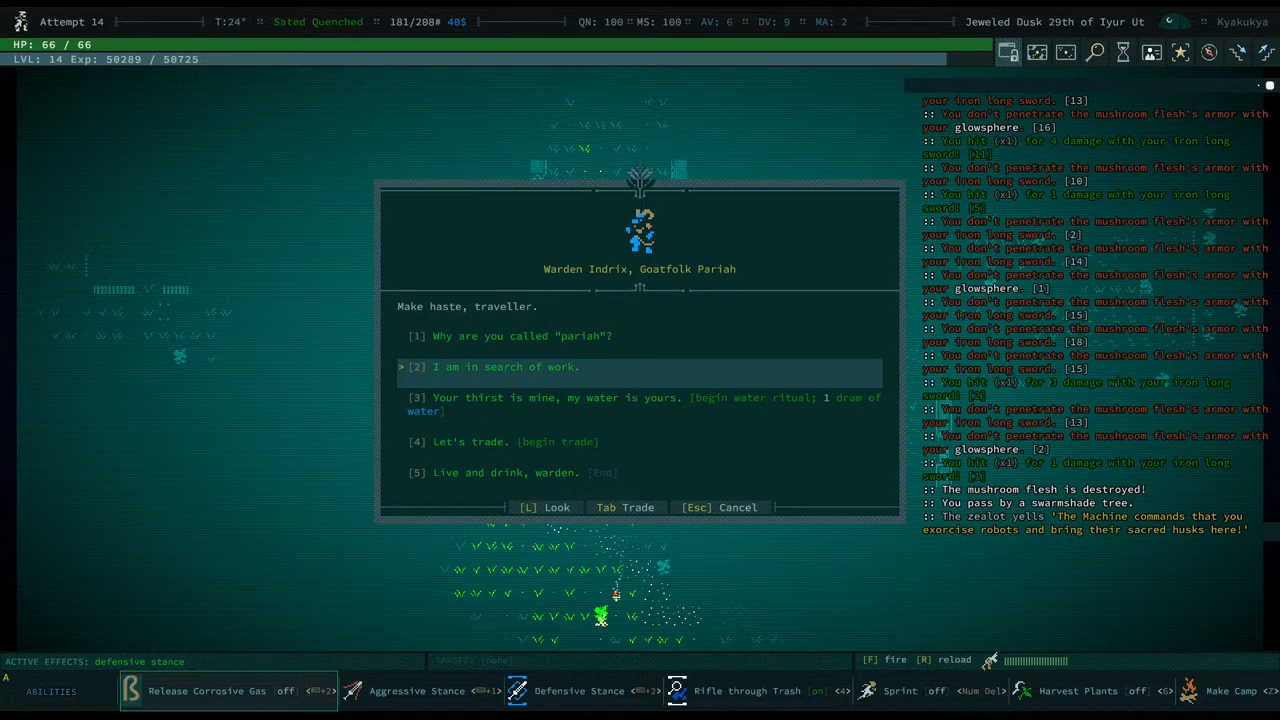 Attempt 14 T:24° :: Sated Quenched :: 181/208# 40$ QN: 100 :: MS: 100 :: AV: 6 :: DV: 9 :: MA: 2 Jeweled Dusk 29th of Iyur Ut :: Kyakukya
HP: 66 / 66
LVL: 14 Exp: 50289 / 50725
your iron long sword. [13]
:: You don't penetrate the mushroom flesh's armor with
your glowsphere. [16]
:: You hit (x1) for 4 damage with your iron long
sword! [11]
:: You don't penetrate the mushroom flesh's armor with
your iron long sword. [10]
:: You hit (x1) for 1 damage with your iron long
sword! [5]
:: You don't penetrate the mushroom flesh's armor with
your iron long sword. [2]
:: You don't penetrate the mushroom flesh's armor with
your iron long sword. [14]
:: You don't penetrate the mushroom flesh's armor with
your glowsphere. [1]
:: You don't penetrate the mushroom flesh's armor with
your iron long sword. [15]
:: You don't penetrate the mushroom flesh's armor with
your iron long sword. [18]
:: You don't penetrate the mushroom flesh's armor with
your iron long sword. [15]
:: You hit (x1) for 3 damage with your iron long
sword! [2]
:: You don't penetrate the mushroom flesh's armor with
your iron long sword. [13]
:: You don't penetrate the mushroom flesh's armor with
your glowsphere. [2]
:: You hit (x1) for 1 damage with your iron long
sword! [1]
:: The mushroom flesh is destroyed!
:: You pass by a swarmshade tree.
:: The zealot yells 'The Machine commands that you
exorcise robots and bring their sacred husks here!'
Warden Indrix, Goatfolk Pariah
Make haste, traveller.
[1] Why are you called "pariah"?
> [2] I am in search of work.
[3] Your thirst is mine, my water is yours. [begin water ritual; 1 dram of
water]
[4] Let's trade. [begin trade]
[5] Live and drink, warden. [End]
[L] Look Tab Trade [Esc] Cancel
ACTIVE EFFECTS: defensive stance TARGET: [none] [F] fire [R] reload
A
ABILITIES Release Corrosive Gas [off] Aggressive Stance Defensive Stance Rifle through Trash [on] <4> Sprint [off] <Num Del> Harvest Plants [off] <6> Make Camp <Z>